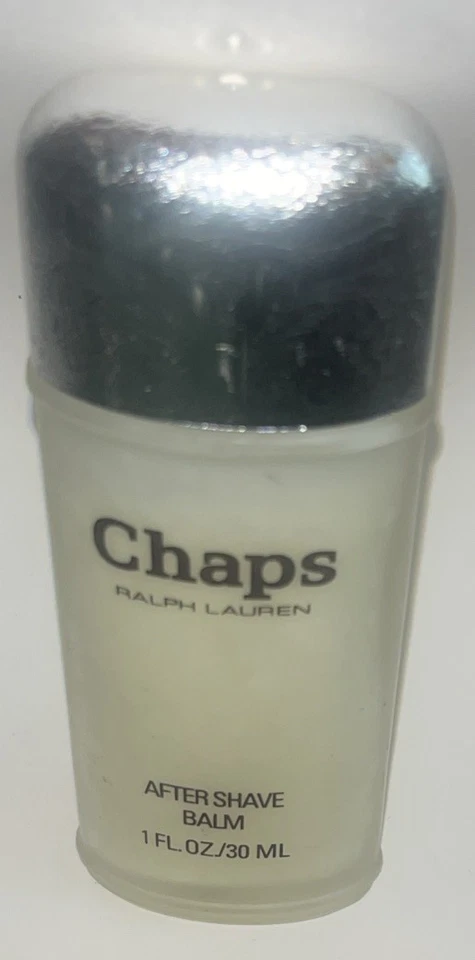 Chaps
RALPH LAUREN
AFTER SHAVE
BALM
1 FL. OZ./30 ML